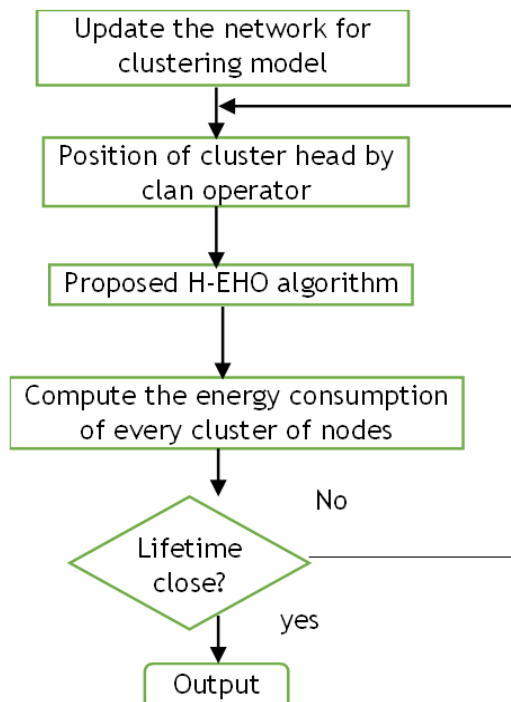 Update the network for
clustering model
Position of cluster head by
clan operator
Proposed H-EHO algorithm
Compute the energy consumption
of every cluster of nodes
No
Lifetime
close?
yes
Output